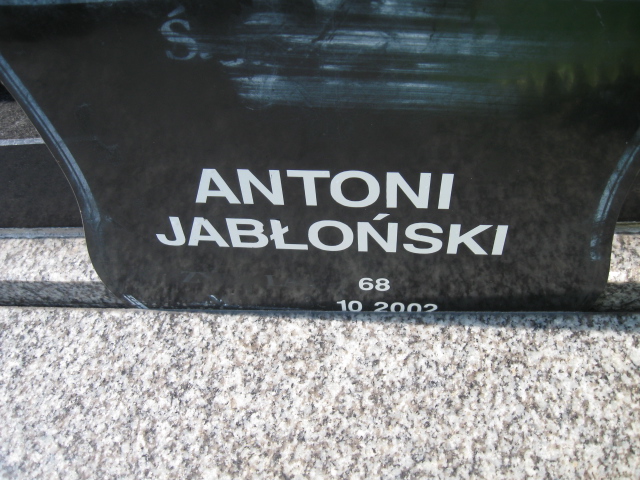 Ś.
ANTONI
JABŁOŃSKI
68
10 2002